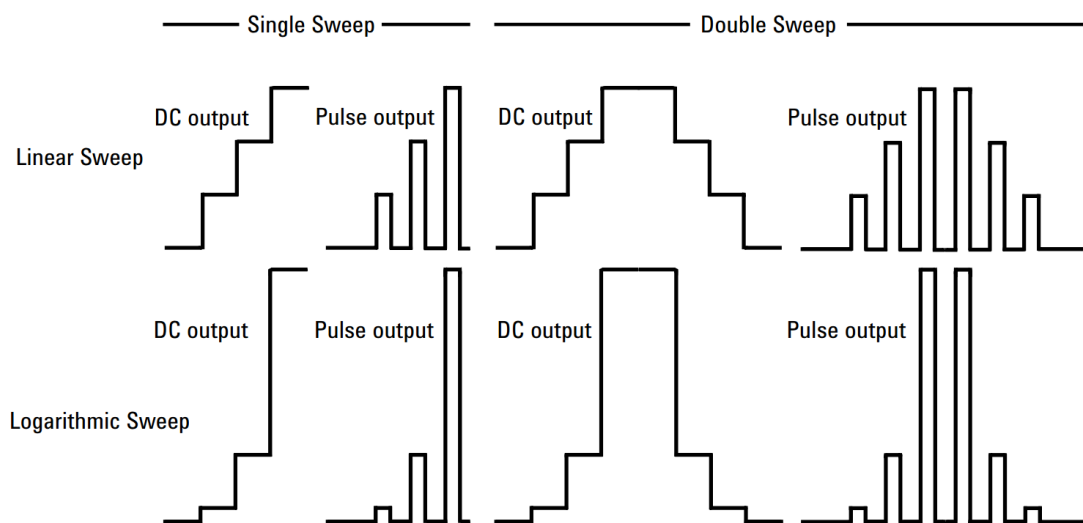 Single Sweep
Double Sweep
Linear Sweep
DC output
Pulse output
DC output
Pulse output
Logarithmic Sweep
DC output
Pulse output
DC output
Pulse output